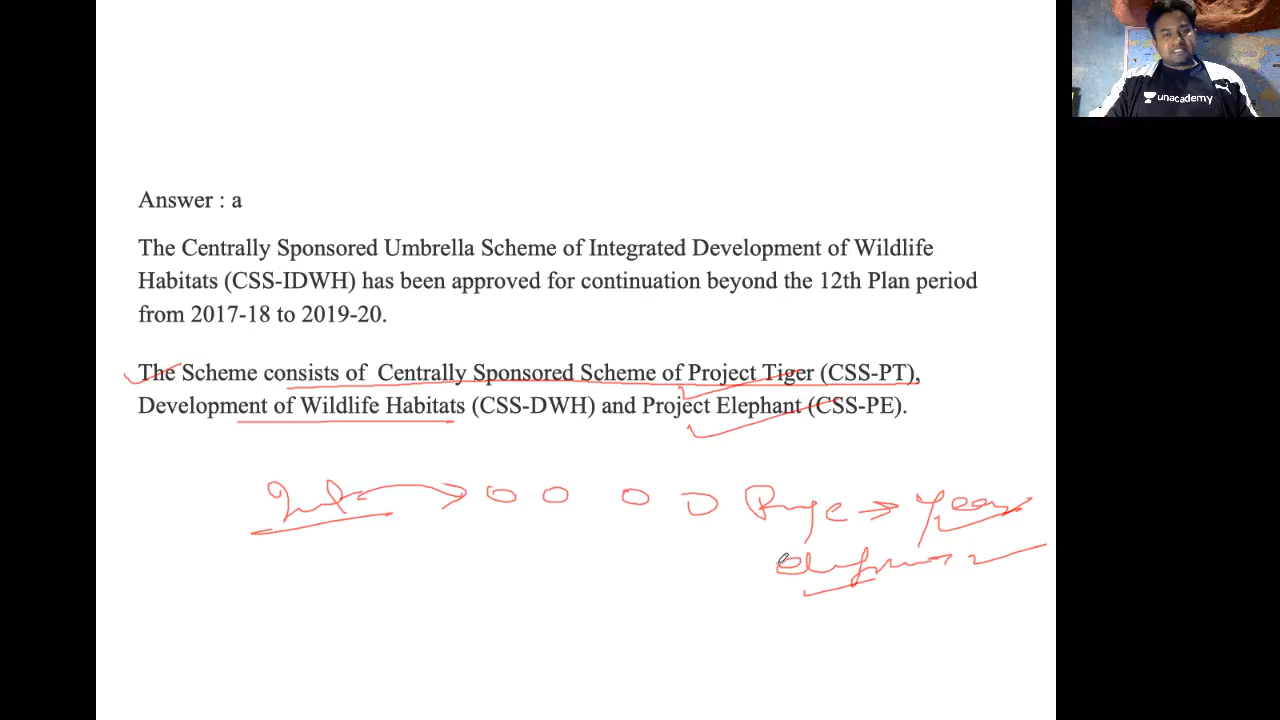 unacademy
Answer : a
The Centrally Sponsored Umbrella Scheme of Integrated Development of Wildlife
Habitats (CSS-IDWH) has been approved for continuation beyond the 12th Plan period
from 2017-18 to 2019-20.
The Scheme consists of Centrally Sponsored Scheme of Project Tiger (CSS-PT),
Development of Wildlife Habitats (CSS-DWH) and Project Elephant (CSS-PE).